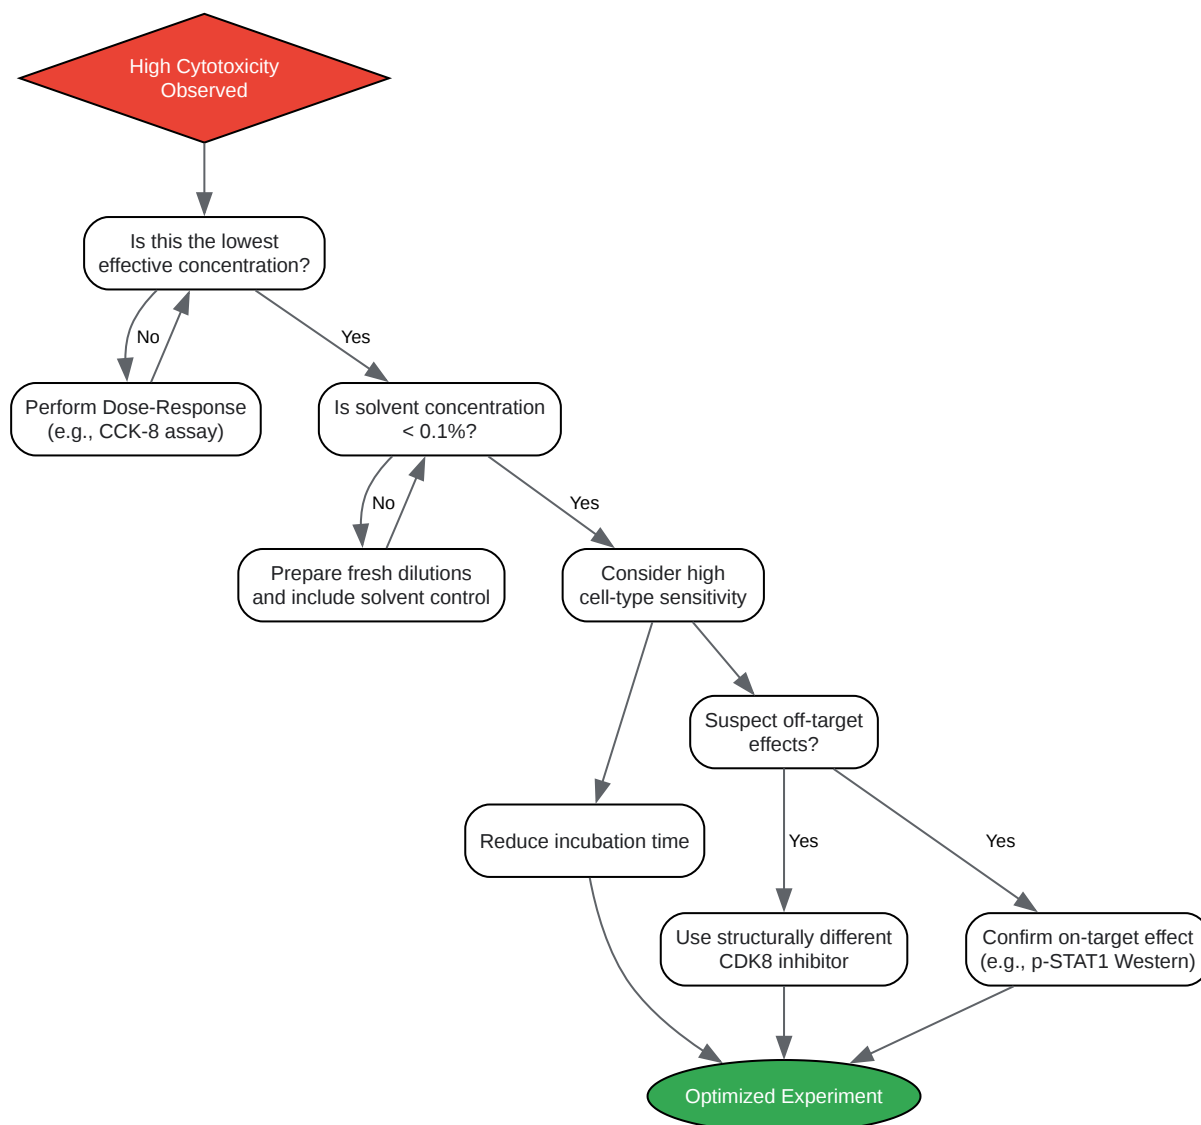 High Cytotoxicity
Observed
Is this the lowest
effective concentration?
No
Yes
Perform Dose-Response
(e.g., CCK-8 assay)
Is solvent concentration
< 0.1%?
No
Yes
Prepare fresh dilutions
and include solvent control
Consider high
cell-type sensitivity
Suspect off-target
effects?
Reduce incubation time
Yes
Yes
Use structurally different
CDK8 inhibitor
Confirm on-target effect
(e.g., p-STAT1 Western)
Optimized Experiment